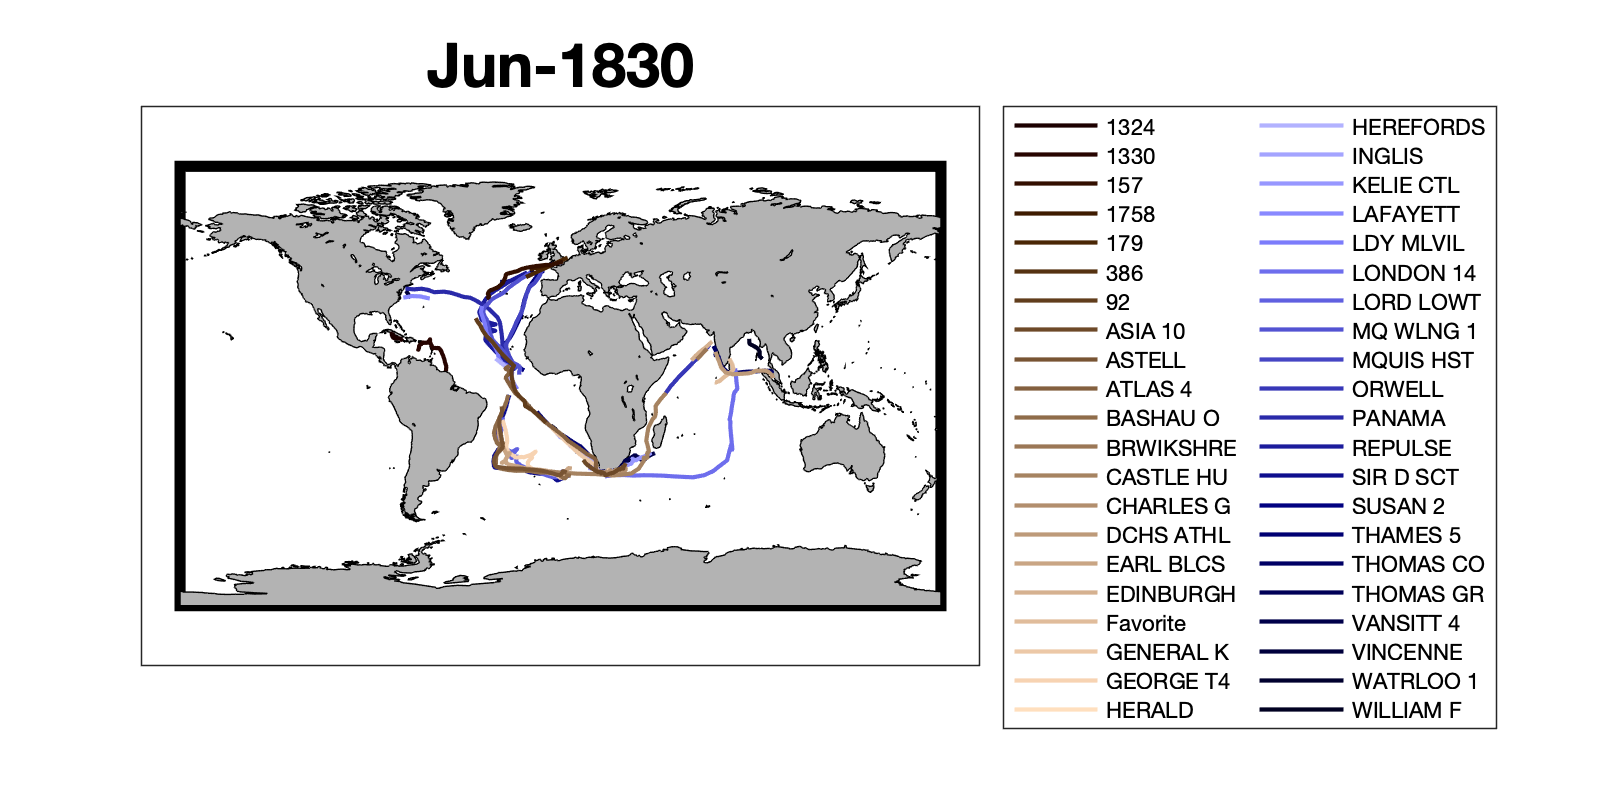 Jun-1830
1324
1330
157
1758
179
386
92
ASIA 10
ASTELL
ATLAS 4
BASHAU O
BRWIKSHRE
CASTLE HU
CHARLES G
DCHS ATHL
EARL BLCS
EDINBURGH
Favorite
GENERAL K
GEORGE T4
HERALD
HEREFORDS
INGLIS
KELIE CTL
LAFAYETT
LDY MLVIL
LONDON 14
LORD LOWT
MQ WLNG 1
MQUIS HST
ORWELL
PANAMA
REPULSE
SIR D SCT
SUSAN 2
THAMES 5
THOMAS CO
THOMAS GR
VANSITT 4
VINCENNE
WATRLOO 1
WILLIAM F